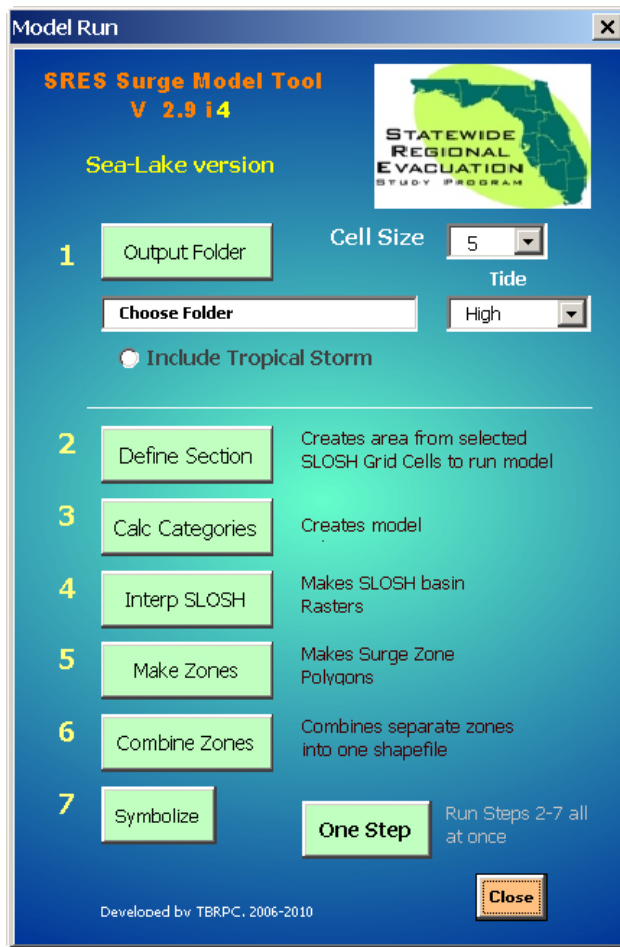 Model Run
SRES Surge Model Tool
V 2.9 i4
Sea-Lake version
STATEWIDE
REGIONAL
EVACUATION
STUDY PROGRAM
1
Output Folder
Cell Size
5
Tide
Choose Folder
High
Include Tropical Storm
2
Define Section
Creates area from selected
SLOSH Grid Cells to run model
3
Calc Categories
Creates model
4
Interp SLOSH
Makes SLOSH basin
Rasters
5
Make Zones
Makes Surge Zone
Polygons
6
Combine Zones
Combines separate zones
into one shapefile
7
Symbolize
One Step
Run Steps 2-7 all
at once
Close
Developed by TBRPC, 2006-2010